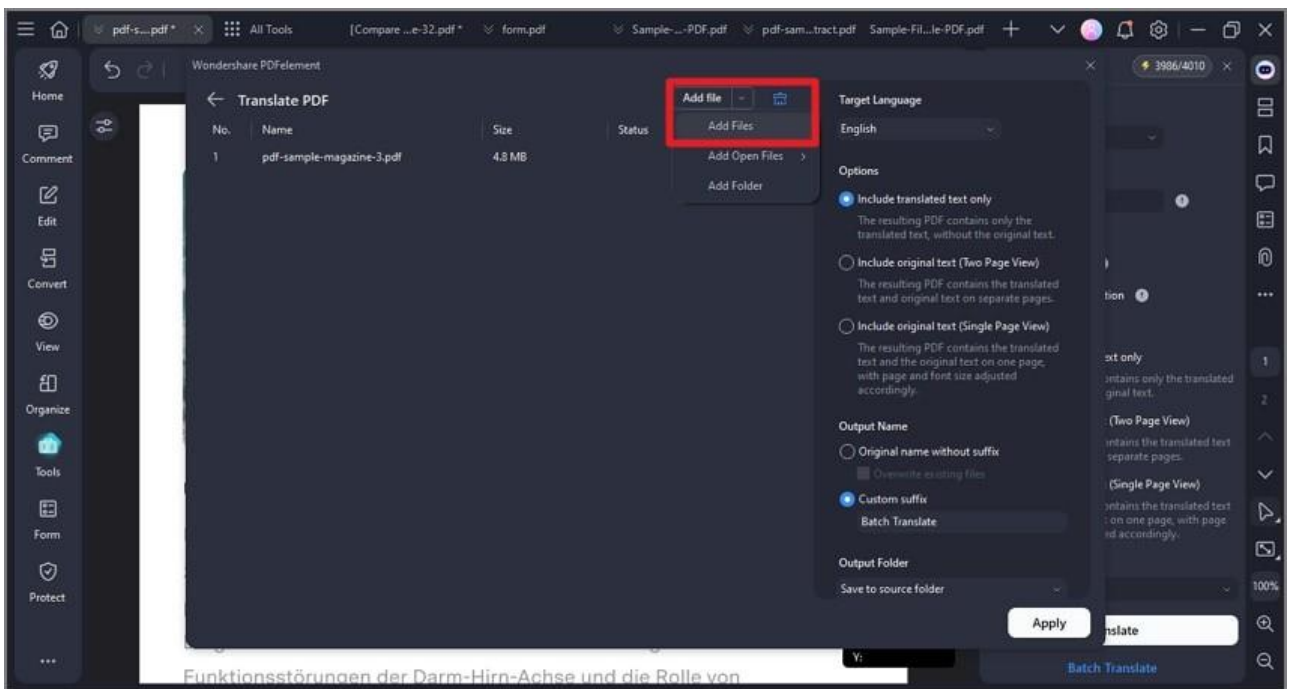 pdf-s....pdf *
All Tools
[Compare ...e-32.pdf *
form.pdf
Sample-...-PDF.pdf
pdf-sam...tract.pdf
Sample-Fil...le-PDF.pdf
Home
Comment
Edit
Convert
View
Organize
Tools
Form
Protect
Wondershare PDFelement
3986/4010
Translate PDF
Add file
No.
Name
Size
Status
1
pdf-sample-magazine-3.pdf
4.8 MB
Add Files
Add Open Files
Add Folder
Target Language
English
Options
Include translated text only
The resulting PDF contains only the
translated text, without the original text.
Include original text (Two Page View)
The resulting PDF contains the translated
text and original text on separate pages.
Include original text (Single Page View)
The resulting PDF contains the translated
text and the original text on one page,
with page and font size adjusted
accordingly.
Output Name
Original name without suffix
Overwrite existing files
Custom suffix
Batch Translate
Output Folder
Save to source folder
Apply
tion
ext only
ontains only the translated
ginal text.
(Two Page View)
ontains the translated text
separate pages.
(Single Page View)
ontains the translated text
on one page, with page
ed accordingly.
nslate
Batch Translate
1
2
100%
Y:
Funktionsstörungen der Darm-Hirn-Achse und die Rolle von